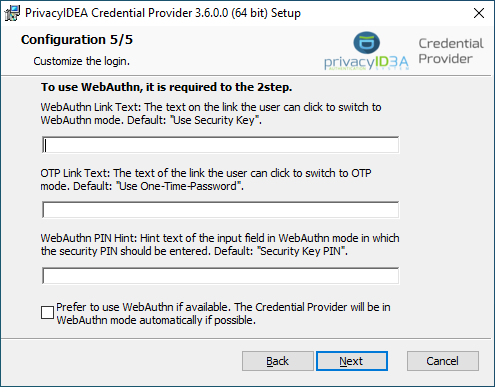 PrivacyIDEA Credential Provider 3.6.0.0 (64 bit) Setup
Configuration 5/5
Customize the login.
privacyID3A
AUTHENTICATION SYSTEM
Credential
Provider
To use WebAuthn, it is required to the 2step.
WebAuthn Link Text: The text on the link the user can click to switch to
WebAuthn mode. Default: "Use Security Key".
OTP Link Text: The text of the link the user can click to switch to OTP
mode. Default: "Use One-Time-Password".
WebAuthn PIN Hint: Hint text of the input field in WebAuthn mode in which
the security PIN should be entered. Default: "Security Key PIN".
Prefer to use WebAuthn if available. The Credential Provider will be in
WebAuthn mode automatically if possible.
Back
Next
Cancel